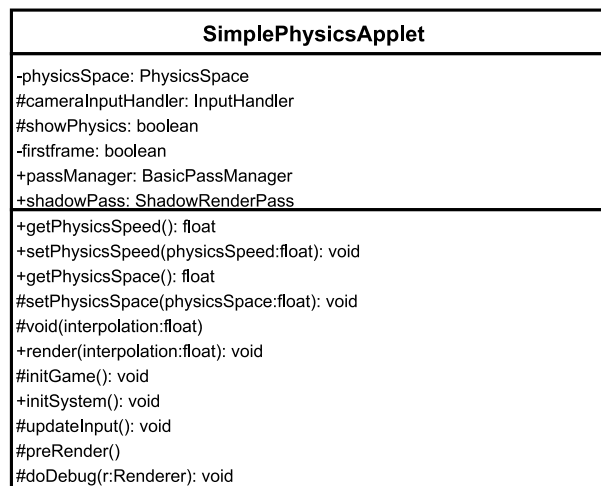 SimplePhysicsApplet
-physicsSpace: PhysicsSpace
#cameraInputHandler: InputHandler
#showPhysics: boolean
-firstframe: boolean
+passManager: BasicPassManager
+shadowPass: ShadowRenderPass
+getPhysicsSpeed(): float
+setPhysicsSpeed(physicsSpeed:float): void
+getPhysicsSpace(): float
#setPhysicsSpace(physicsSpace:float): void
#void(interpolation:float)
+render(interpolation:float): void
#initGame(): void
+initSystem(): void
#updateInput(): void
#preRender()
#doDebug(r:Renderer): void